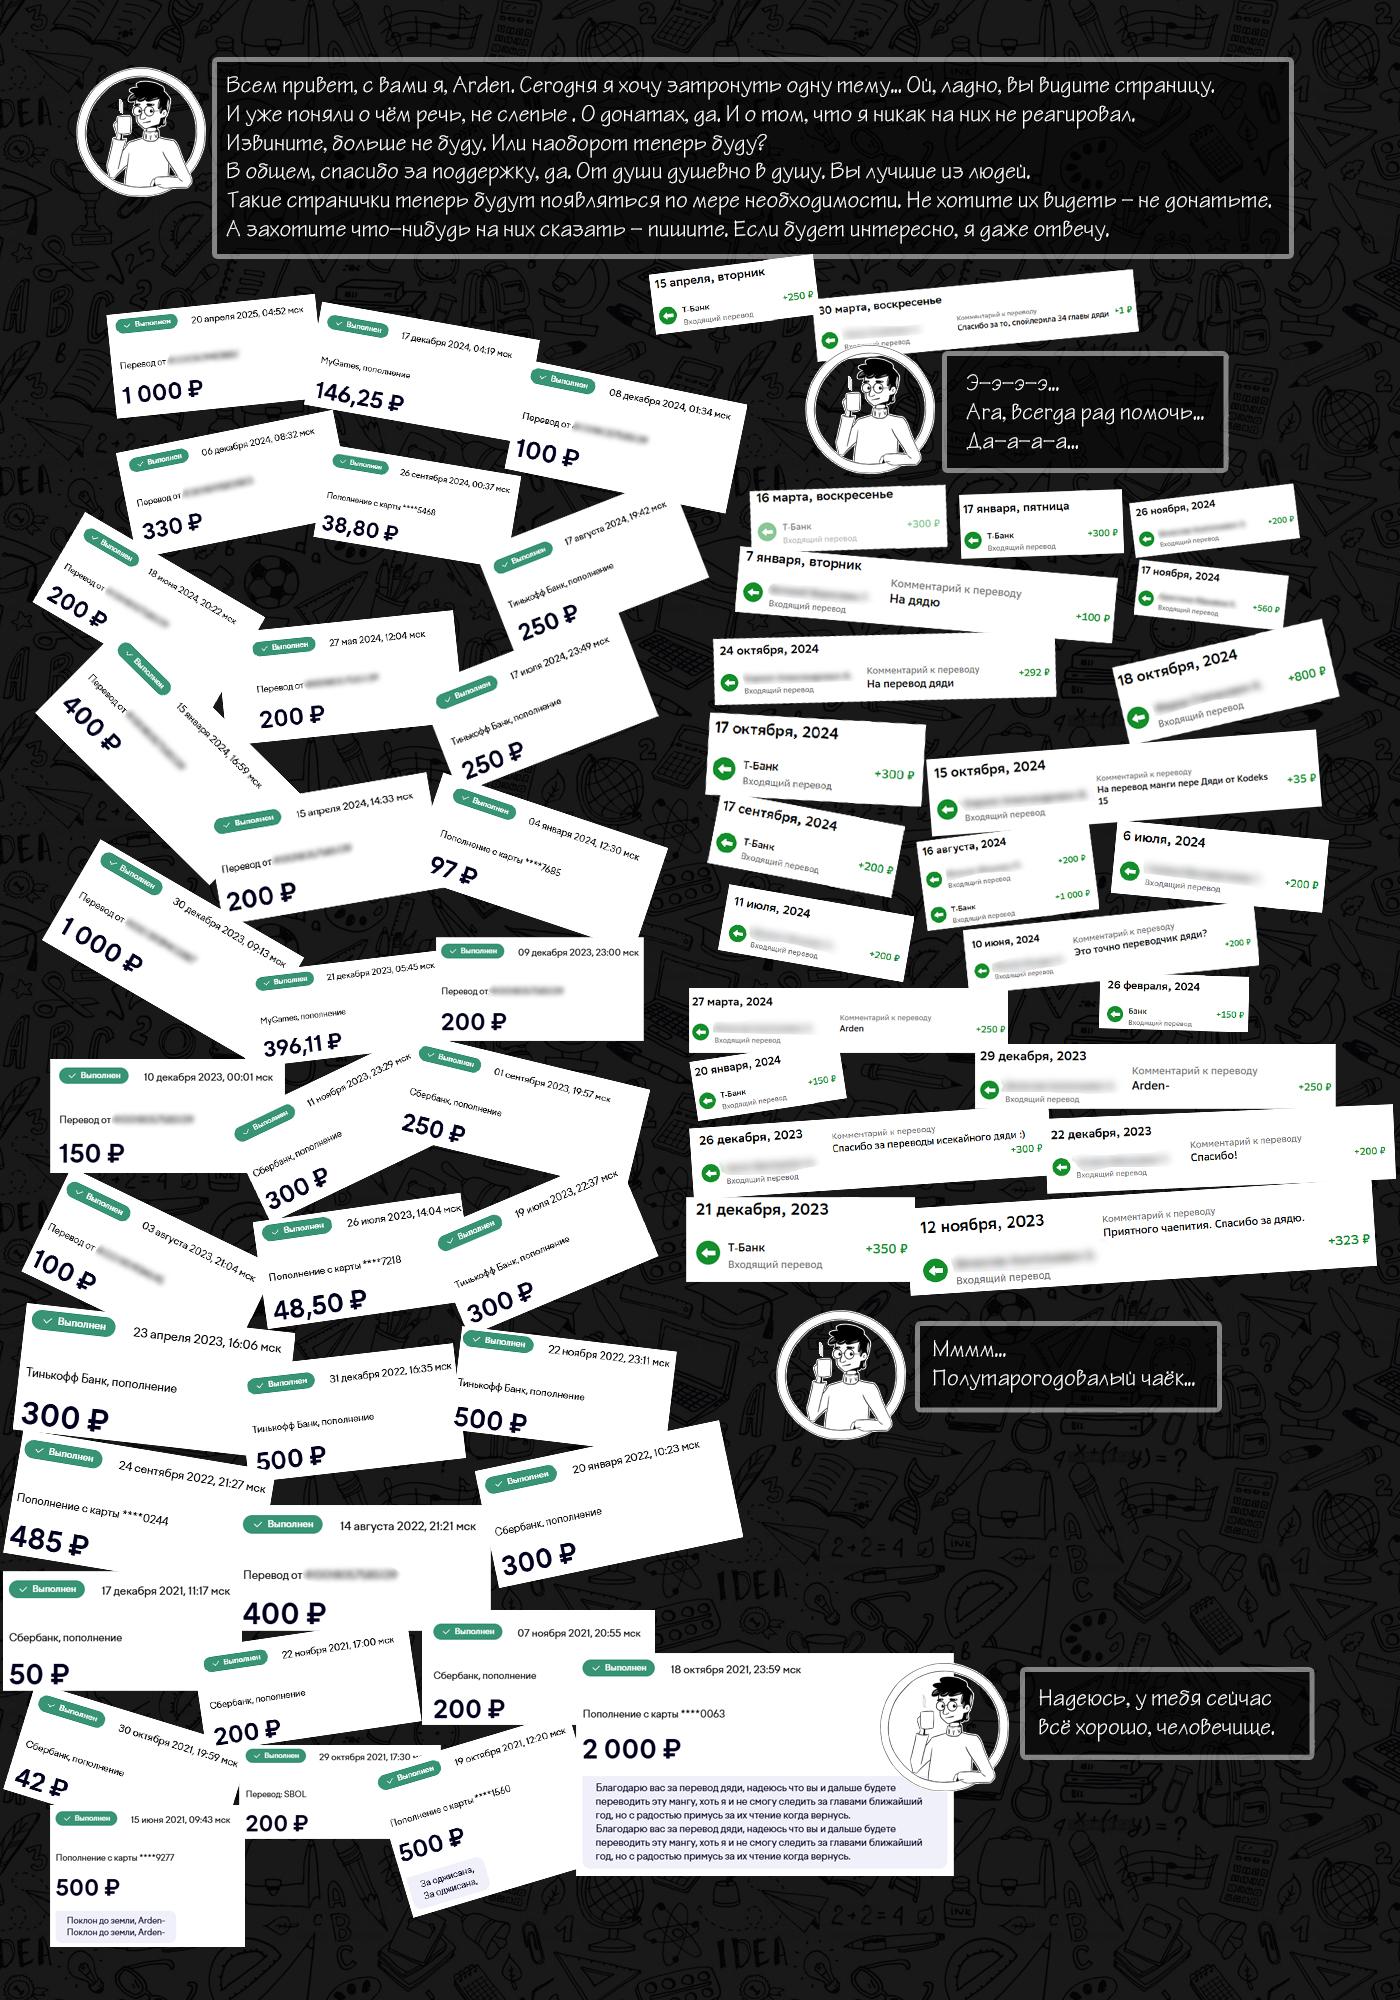 Всем привет, с вами я, Arden. Сегодня я хочу затронуть одну тему... Ой, ладно, вы видите страницу.
И уже поняли о чём речь, не слепые . О донатах, да. И о том, что я никак на них не реагировал.
Извините, больше не буду. Или наоборот теперь буду?
В общем, спасибо за поддержку, да. От души душевно в душу. Вы лучшие из людей.
Такие странички теперь будут появляться по мере необходимости. Не хотите их видеть - не донатьте.
А захотите что-нибудь на них сказать - пишите. Если будет интересно, я даже отвечу.
15 апреля, вторник
Т-Банк +250 ₽
Входящий перевод
30 марта, воскресенье
Комментарий к переводу
Спасибо за то, спойлерила 34 главы дяди +1 ₽
Входящий перевод
Э-э-э-э...
Ага, всегда рад помочь...
Да-а-а-а...
Выполнен 20 апреля 2025, 04:52 мск
Перевод от
1 000 ₽
Выполнен 17 декабря 2024, 04:19 мск
MyGames, пополнение
146,25 ₽
Выполнен 08 декабря 2024, 01:34 мск
Перевод от
100 ₽
Выполнен 06 декабря 2024, 08:32 мск
Перевод от
330 ₽
Выполнен 26 сентября 2024, 00:37 мск
Пополнение с карты ****5468
38,80 ₽
Выполнен 17 августа 2024, 19:42 мск
Тинькофф Банк, пополнение
250 ₽
Выполнен 18 июня 2024, 20:22 мск
Перевод от
200 ₽
Выполнен 27 мая 2024, 12:04 мск
Перевод от
200 ₽
Выполнен 17 июля 2024, 23:49 мск
Тинькофф Банк, пополнение
250 ₽
Выполнен 15 января 2024, 16:59 мск
Перевод от
400 ₽
Выполнен 15 апреля 2024, 14:33 мск
Перевод от
200 ₽
Выполнен 04 января 2024, 12:30 мск
Пополнение с карты ****7685
97 ₽
Выполнен 30 декабря 2023, 09:13 мск
Перевод от
1 000 ₽
Выполнен 21 декабря 2023, 05:45 мск
MyGames, пополнение
396,11 ₽
Выполнен 09 декабря 2023, 23:00 мск
Перевод от
200 ₽
Выполнен 10 декабря 2023, 00:01 мск
Перевод от
150 ₽
Выполнен 11 ноября 2023, 23:29 мск
Сбербанк, пополнение
300 ₽
Выполнен 01 сентября 2023, 19:57 мск
Сбербанк, пополнение
250 ₽
Выполнен 03 августа 2023, 21:04 мск
Перевод от
100 ₽
Выполнен 26 июля 2023, 14:04 мск
Пополнение с карты ****7218
48,50 ₽
Выполнен 19 июля 2023, 22:37 мск
Тинькофф Банк, пополнение
300 ₽
Выполнен 23 апреля 2023, 16:06 мск
Тинькофф Банк, пополнение
300 ₽
Выполнен 31 декабря 2022, 16:35 мск
Тинькофф Банк, пополнение
500 ₽
Выполнен 22 ноября 2022, 23:11 мск
Тинькофф Банк, пополнение
500 ₽
Выполнен 24 сентября 2022, 21:27 мск
Пополнение с карты ****0244
485 ₽
Выполнен 14 августа 2022, 21:21 мск
Перевод от
400 ₽
Выполнен 20 января 2022, 10:23 мск
Сбербанк, пополнение
300 ₽
Выполнен 17 декабря 2021, 11:17 мск
Сбербанк, пополнение
50 ₽
Выполнен 22 ноября 2021, 17:00 мск
Сбербанк, пополнение
200 ₽
Выполнен 07 ноября 2021, 20:55 мск
Сбербанк, пополнение
200 ₽
Выполнен 30 октября 2021, 19:59 мск
Сбербанк, пополнение
42 ₽
Выполнен 29 октября 2021, 17:30
Перевод: SBOL
200 ₽
Выполнен 19 октября 2021, 12:20 мск
Пополнение с карты ****1560
500 ₽
За оджисана,
За оджисана,
Выполнен 18 октября 2021, 23:59 мск
Пополнение с карты ****0063
2 000 ₽
Благодарю вас за перевод дяди, надеюсь что вы и дальше будете
переводить эту мангу, хоть я и не смогу следить за главами ближайший
год, но с радостью примусь за их чтение когда вернусь.
Благодарю вас за перевод дяди, надеюсь что вы и дальше будете
переводить эту мангу, хоть я и не смогу следить за главами ближайший
год, но с радостью примусь за их чтение когда вернусь.
Выполнен 15 июня 2021, 09:43 мск
Пополнение с карты ****9277
500 ₽
Поклон до земли, Arden-
Поклон до земли, Arden-
16 марта, воскресенье
Т-Банк +300 ₽
Входящий перевод
17 января, пятница
Т-Банк +300 ₽
Входящий перевод
26 ноября, 2024
+200 ₽
Входящий перевод
7 января, вторник
Комментарий к переводу
На дядю
Входящий перевод +100 ₽
17 ноября, 2024
+560 ₽
Входящий перевод
24 октября, 2024
Комментарий к переводу +292 ₽
На перевод дяди
Входящий перевод
18 октября, 2024
+800 ₽
Входящий перевод
17 октября, 2024
Т-Банк +300 ₽
Входящий перевод
15 октября, 2024
Комментарий к переводу
На перевод манги пере Дяди от Kodeks +35 ₽
15
Входящий перевод
17 сентября, 2024
Т-Банк +200 ₽
Входящий перевод
16 августа, 2024
+200 ₽
Входящий перевод
Т-Банк +1 000 ₽
Входящий перевод
6 июля, 2024
+200 ₽
Входящий перевод
11 июля, 2024
+200 ₽
Входящий перевод
10 июня, 2024
Комментарий к переводу
Это точно переводчик дяди? +200 ₽
Входящий перевод
27 марта, 2024
Комментарий к переводу
Arden +250 ₽
Входящий перевод
26 февраля, 2024
Банк +150 ₽
Входящий перевод
20 января, 2024
Т-Банк +150 ₽
Входящий перевод
29 декабря, 2023
Комментарий к переводу
Arden- +250 ₽
Входящий перевод
26 декабря, 2023
Комментарий к переводу
Спасибо за переводы исекайного дяди :)
+300 ₽
Входящий перевод
22 декабря, 2023
Комментарий к переводу
Спасибо! +200 ₽
Входящий перевод
21 декабря, 2023
Т-Банк +350 ₽
Входящий перевод
12 ноября, 2023
Комментарий к переводу
Приятного чаепития. Спасибо за дядю.
+323 ₽
Входящий перевод
Мммм...
Полутарогодовалый чаёк...
Надеюсь, у тебя сейчас
всё хорошо, человечище.